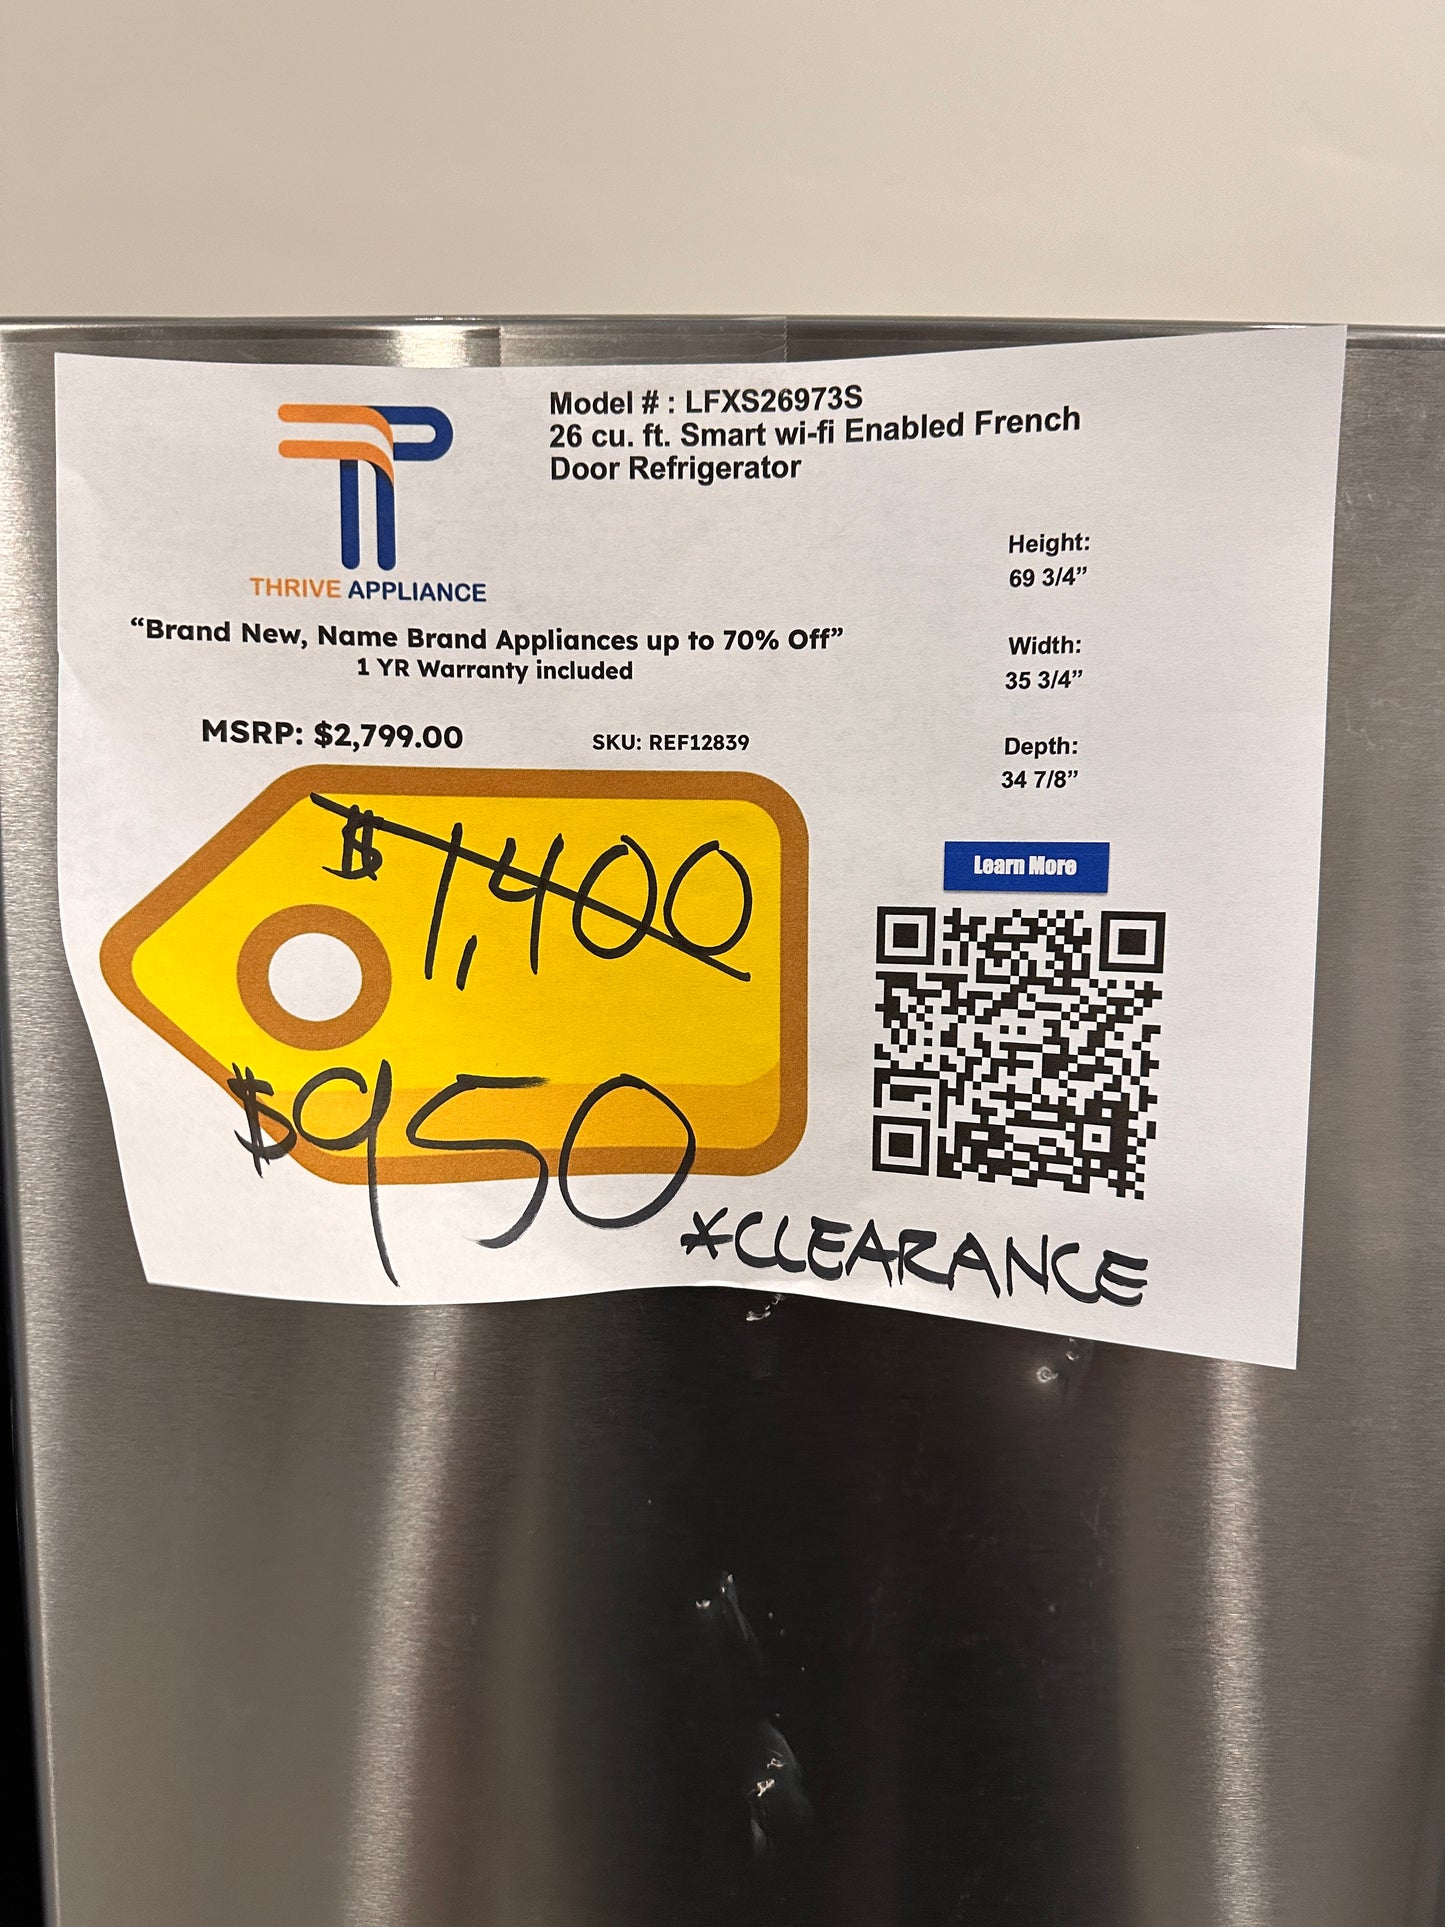 Model # : LFXS26973S
26 cu. ft. Smart wi-fi Enabled French
Door Refrigerator
THRIVE APPLIANCE
“Brand New, Name Brand Appliances up to 70% Off”
1 YR Warranty included
MSRP: $2,799.00
SKU: REF12839
Height:
69 3/4”
Width:
35 3/4”
Depth:
34 7/8”
Learn More
$1,400
$950
*CLEARANCE